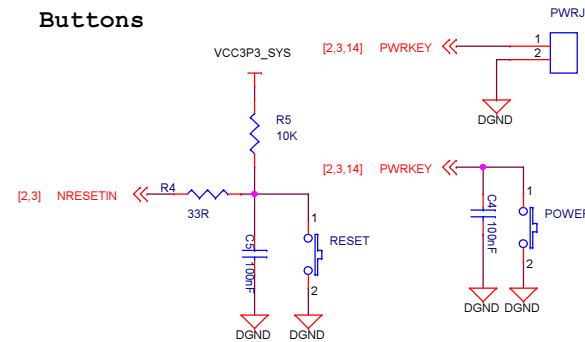 Buttons
PWRJ
VCC3P3_SYS
[2,3,14] PWRKEY
1
2
DGND
R5
10K
[2,3,14] PWRKEY
[2,3] NRESETIN
R4
33R
C5
100nF
1
RESET
2
DGND
DGND
C4
100nF
1
POWER
2
DGND
DGND